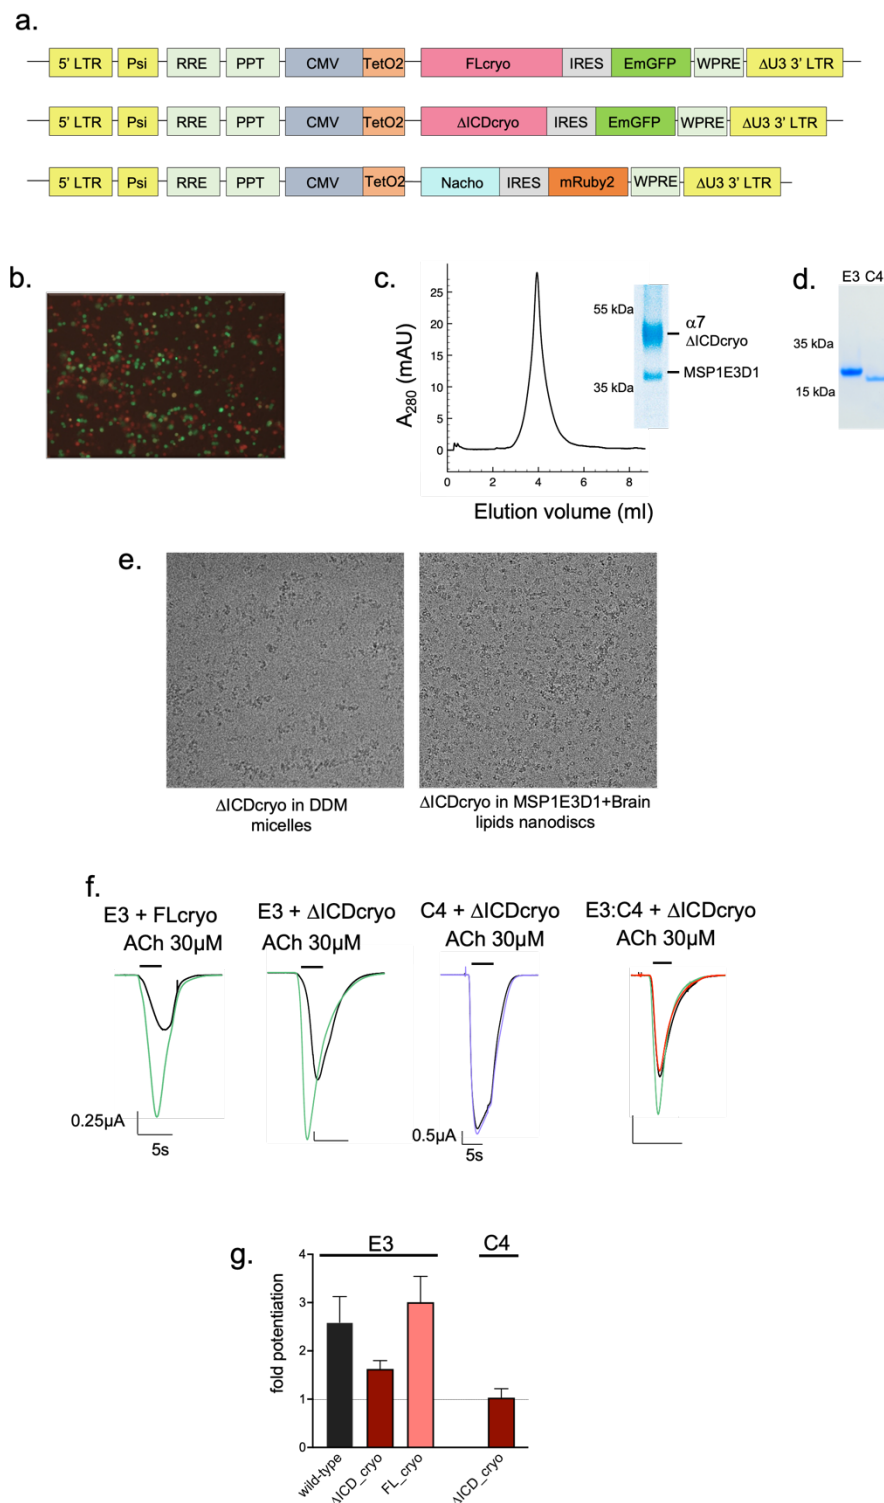 a.
5' LTR Psi RRE PPT CMV TetO2 FLcryo IRES EmGFP WPRE ΔU3 3' LTR
5' LTR Psi RRE PPT CMV TetO2 ΔICDcryo IRES EmGFP WPRE ΔU3 3' LTR
5' LTR Psi RRE PPT CMV TetO2 Nacho IRES mRuby2 WPRE ΔU3 3' LTR
b.
c.
A280 (mAU)
25
20
15
10
5
0
0 2 4 6 8
Elution volume (ml)
55 kDa
35 kDa
α7
ΔICDcryo
MSP1E3D1
d.
E3 C4
35 kDa
15 kDa
e.
ΔICDcryo in DDM
micelles
ΔICDcryo in MSP1E3D1+Brain
lipids nanodiscs
f.
E3 + FLcryo
ACh 30µM
0.25µA
5s
E3 + ΔICDcryo
ACh 30µM
C4 + ΔICDcryo
ACh 30µM
0.5µA
5s
E3:C4 + ΔICDcryo
ACh 30µM
g.
E3
C4
fold potentiation
4
3
2
1
0
wild-type
ΔICD_cryo
FL_cryo
ΔICD_cryo